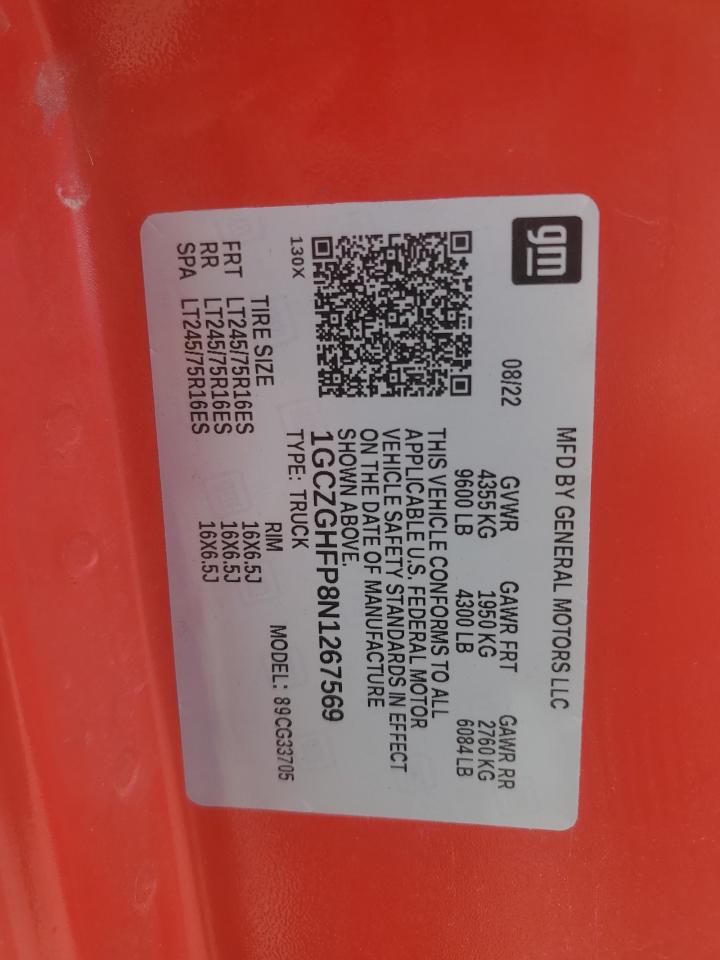 gm
MFD BY GENERAL MOTORS LLC
08/22 GVWR GAWR FRT GAWR RR
4355 KG 1950 KG 2760 KG
9600 LB 4300 LB 6084 LB
THIS VEHICLE CONFORMS TO ALL
APPLICABLE U.S. FEDERAL MOTOR
VEHICLE SAFETY STANDARDS IN EFFECT
ON THE DATE OF MANUFACTURE
SHOWN ABOVE.
1GCZGHFP8N1267569
130X TYPE: TRUCK MODEL: 89CG33705
TIRE SIZE RIM
FRT LT245/75R16ES 16X6.5J
RR LT245/75R16ES 16X6.5J
SPA LT245/75R16ES 16X6.5J